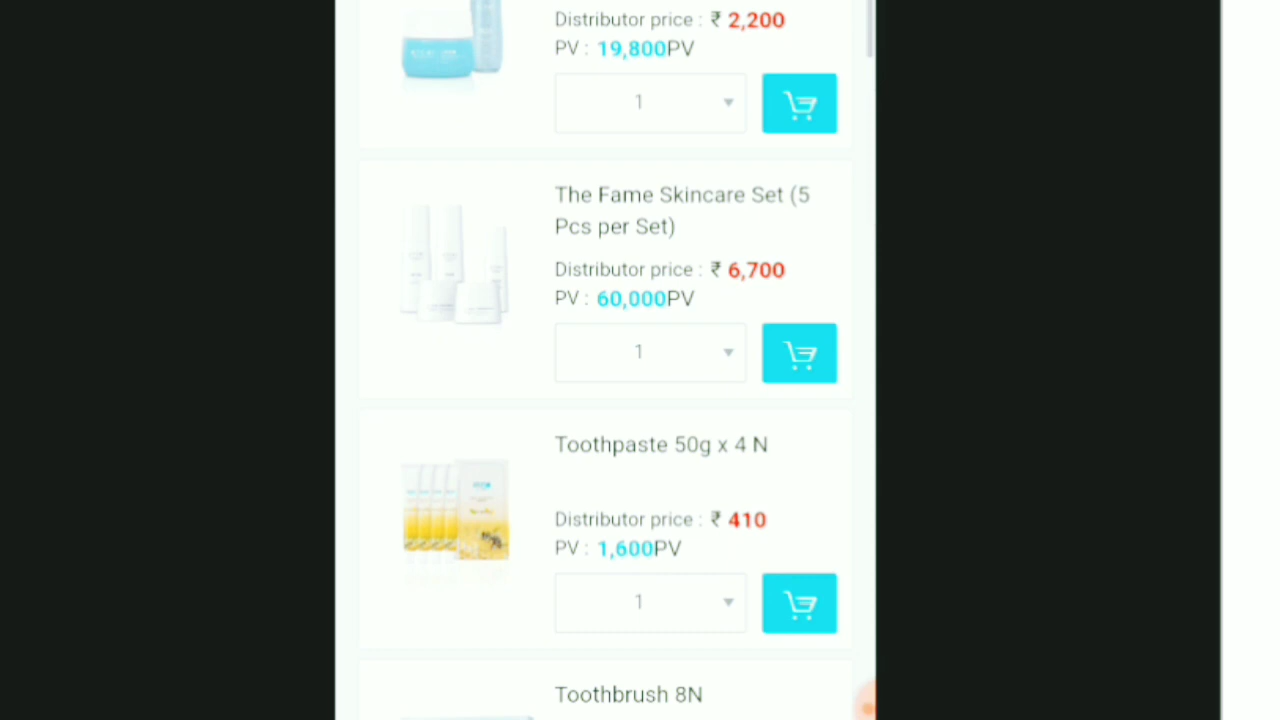 Distributor price : ₹ 2,200
PV : 19,800PV
1
The Fame Skincare Set (5
Pcs per Set)
Distributor price : ₹ 6,700
PV : 60,000PV
1
Toothpaste 50g x 4 N
Distributor price : ₹ 410
PV : 1,600PV
1
Toothbrush 8N